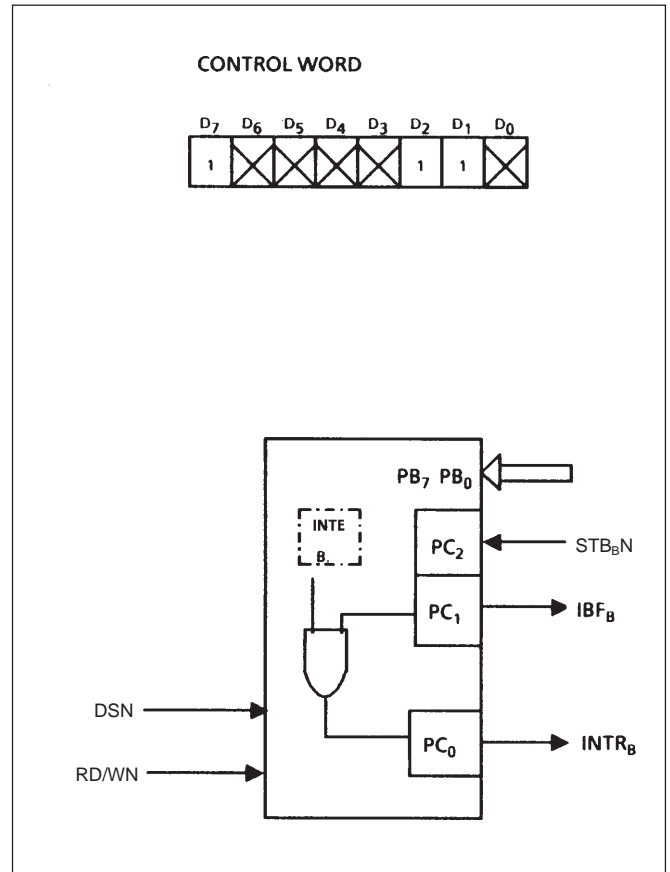 CONTROL WORD
D7 D6 D5 D4 D3 D2 D1 D0
1 1 1
PB7 PB0
INTE
B.
PC2
STBBN
PC1
IBFB
DSN
PC0
INTRB
RD/WN